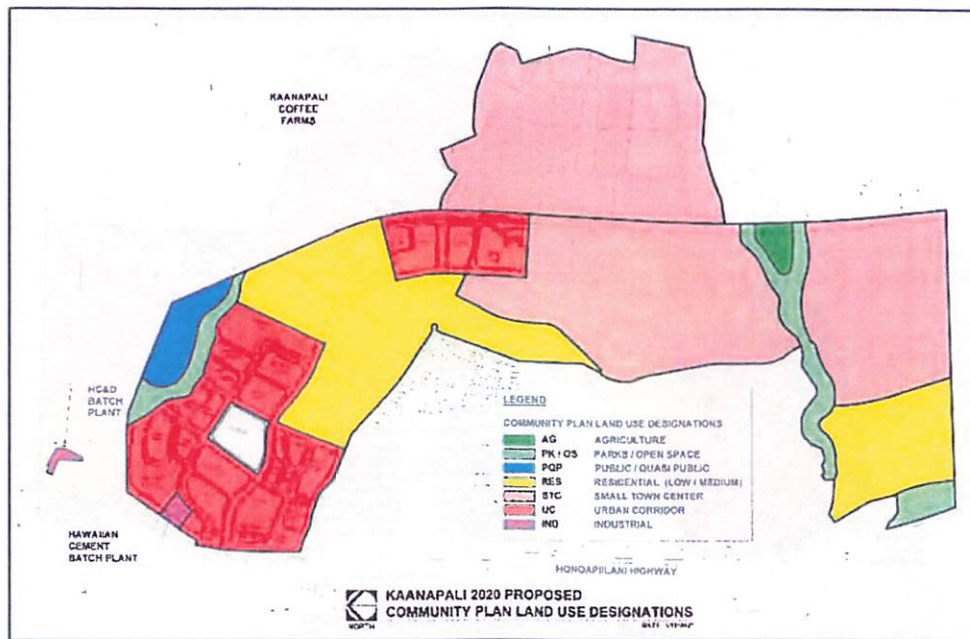 KAANAPALI
COFFEE
FARMS
HC&D
BATCH
PLANT
HAWAIIAN
CEMENT
BATCH PLANT
LEGEND
COMMUNITY PLAN LAND USE DESIGNATIONS
AG AGRICULTURE
PK / OS PARKS / OPEN SPACE
PQP PUBLIC / QUASI PUBLIC
RES RESIDENTIAL (LOW / MEDIUM)
STC SMALL TOWN CENTER
UC URBAN CORRIDOR
IND INDUSTRIAL
HONOAPIILANI HIGHWAY
NORTH
KAANAPALI 2020 PROPOSED
COMMUNITY PLAN LAND USE DESIGNATIONS
DATE